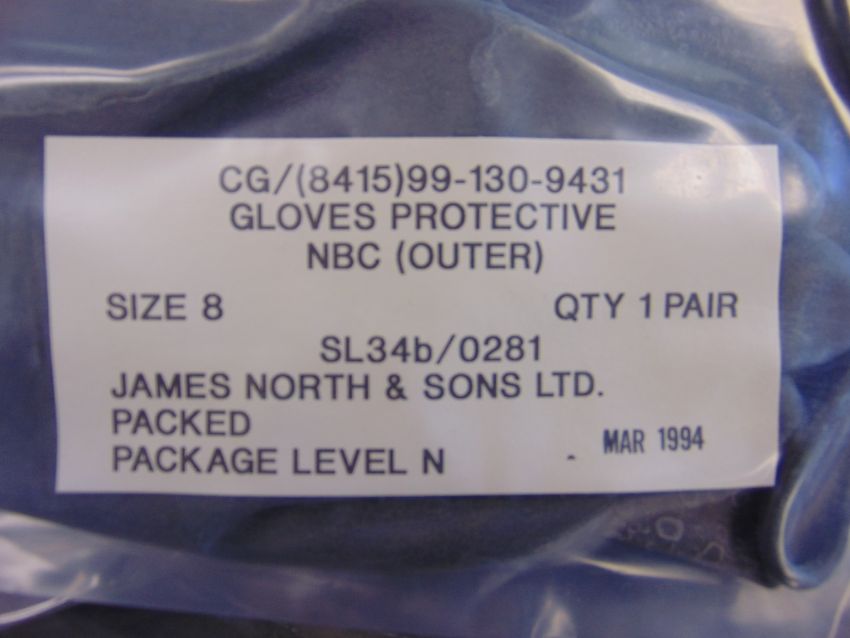 CG/(8415)99-130-9431
GLOVES PROTECTIVE
NBC (OUTER)
SIZE 8 QTY 1 PAIR
SL34b/0281
JAMES NORTH & SONS LTD.
PACKED
MAR 1994
PACKAGE LEVEL N -